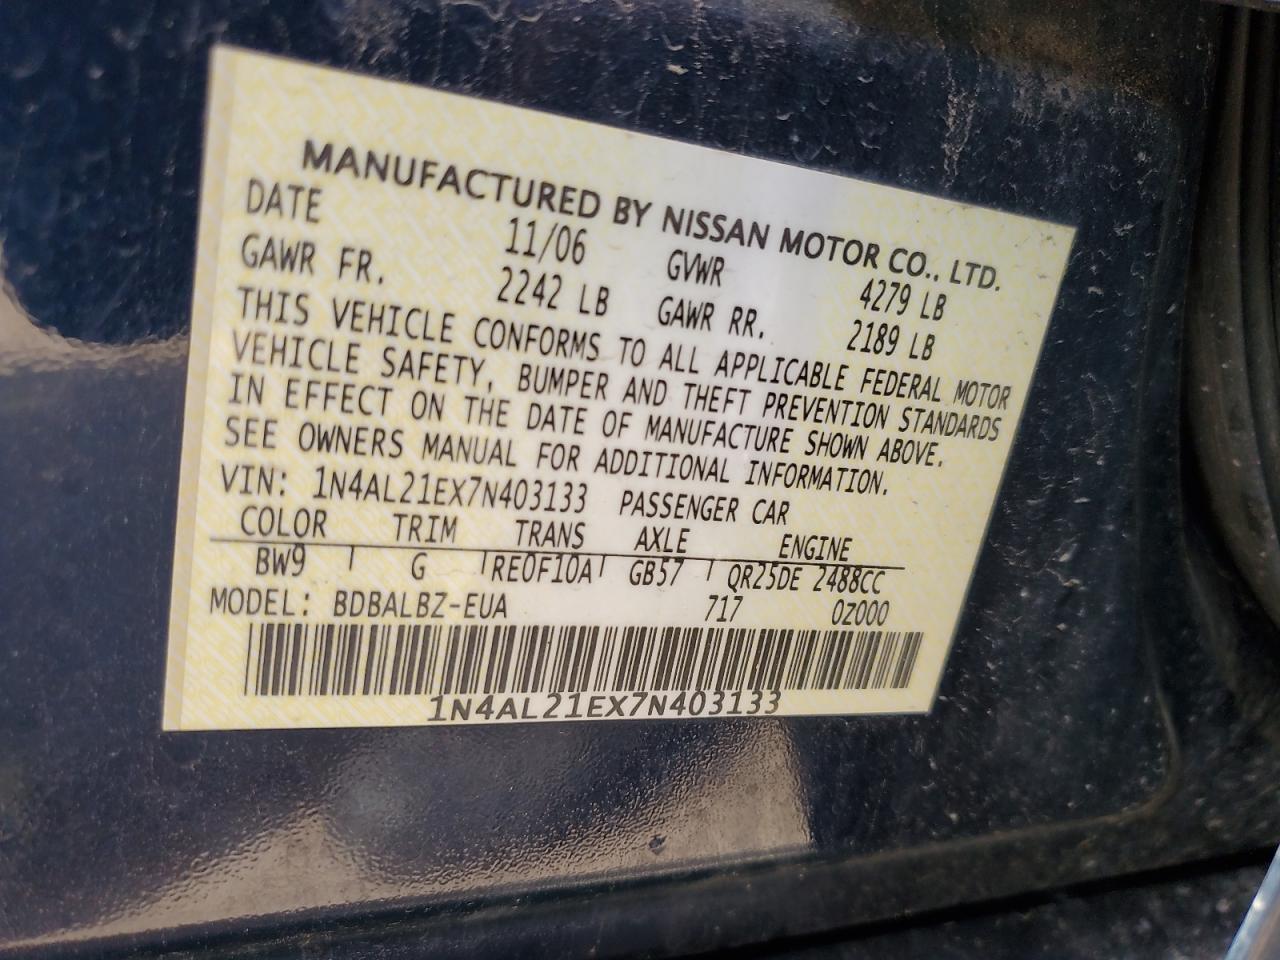 MANUFACTURED BY NISSAN MOTOR CO., LTD.
DATE 11/06 GVWR 4279 LB
GAWR FR. 2242 LB GAWR RR. 2189 LB
THIS VEHICLE CONFORMS TO ALL APPLICABLE FEDERAL MOTOR
VEHICLE SAFETY, BUMPER AND THEFT PREVENTION STANDARDS
IN EFFECT ON THE DATE OF MANUFACTURE SHOWN ABOVE.
SEE OWNERS MANUAL FOR ADDITIONAL INFORMATION.
VIN: 1N4AL21EX7N403133 PASSENGER CAR
COLOR TRIM TRANS AXLE ENGINE
BW9 G RE0F10A GB57 QR25DE 2488CC
MODEL: BDBALBZ-EUA 717 0Z000
1N4AL21EX7N403133